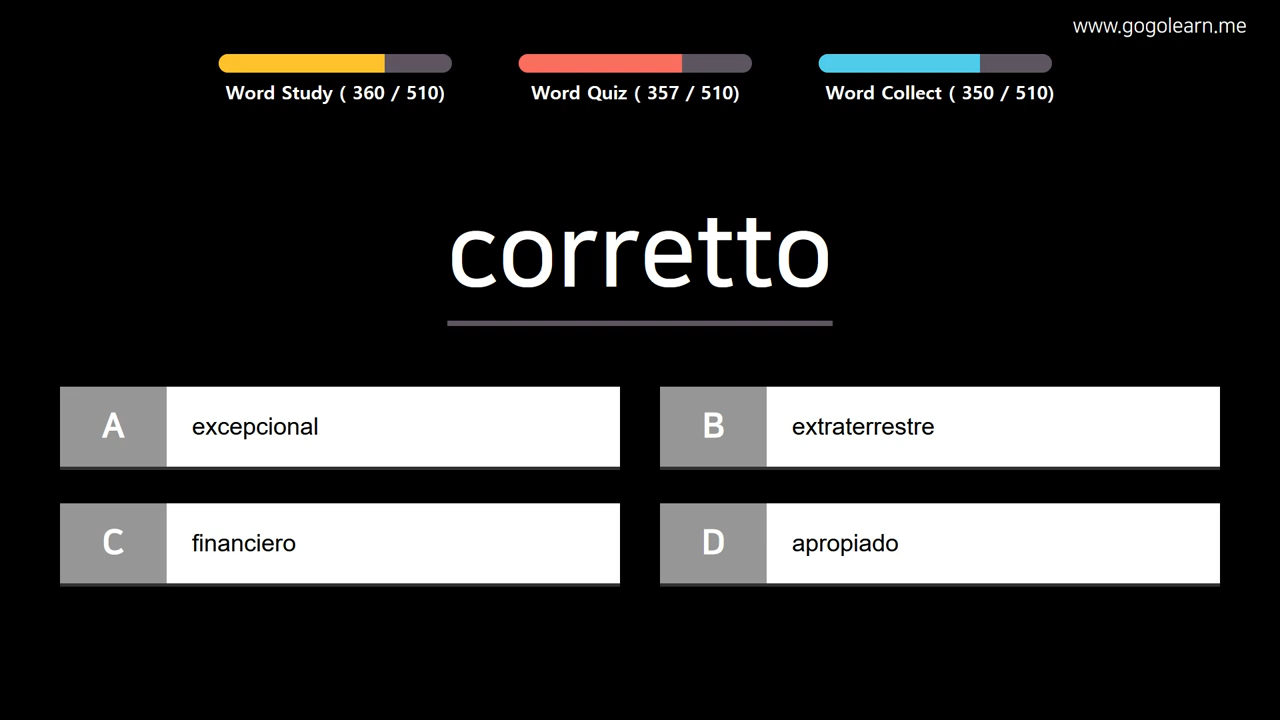 www.gogolearn.me
Word Study ( 360 / 510)
Word Quiz ( 357 / 510)
Word Collect ( 350 / 510)
corretto
A excepcional
B extraterrestre
C financiero
D apropiado